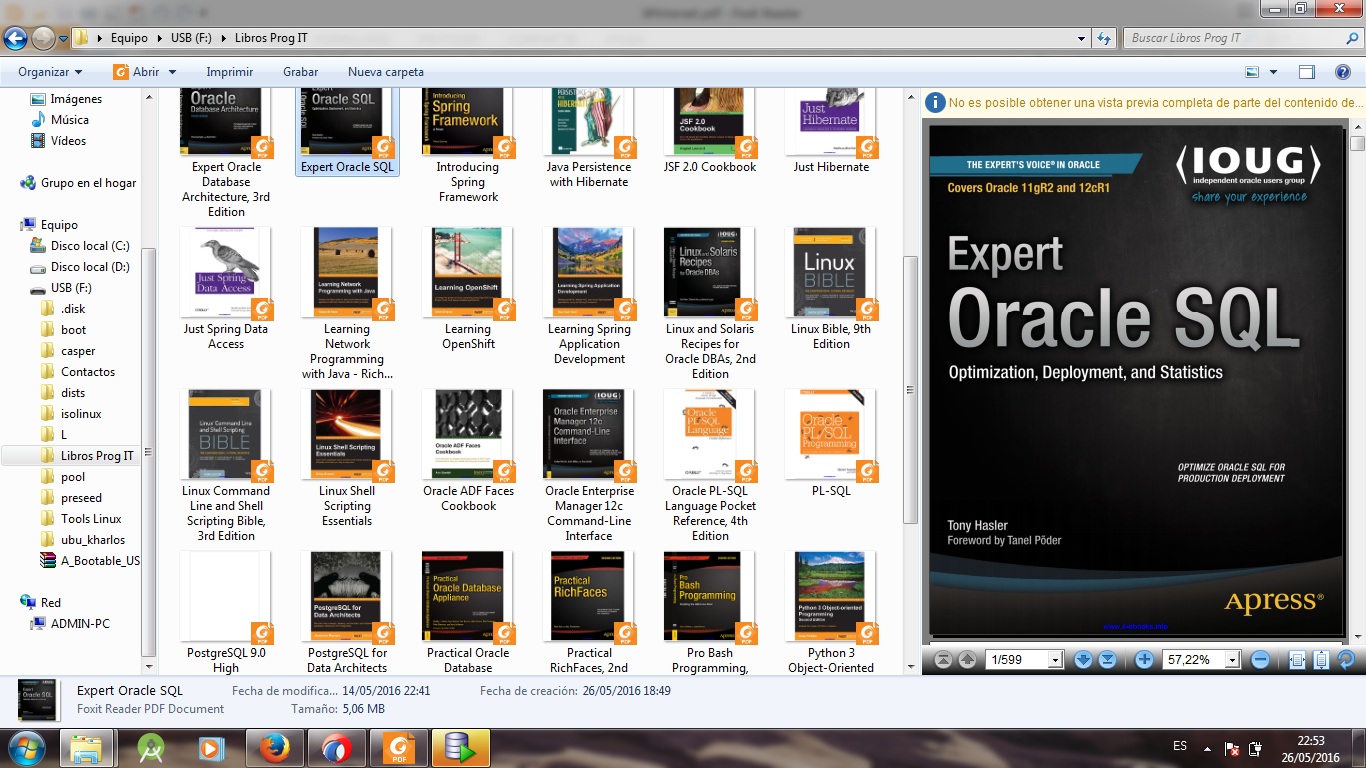 WPinternals.pdf - Foxit Reader
Equipo
USB (F:)
Libros Prog IT
Buscar Libros Prog IT
Organizar
Abrir
Imprimir
Grabar
Nueva carpeta
Imágenes
Música
Vídeos
Grupo en el hogar
Equipo
Disco local (C:)
Disco local (D:)
USB (F:)
.disk
boot
casper
Contactos
dists
isolinux
L
Libros Prog IT
pool
preseed
Tools Linux
ubu_kharlos
A_Bootable_US
Red
ADMIN-PC
Expert Oracle
Database
Architecture, 3rd
Edition
Expert Oracle SQL
Introducing
Spring
Framework
Java Persistence
with Hibernate
JSF 2.0 Cookbook
Just Hibernate
Just Spring Data
Access
Learning
Network
Programming
with Java - Rich...
Learning
OpenShift
Learning Spring
Application
Development
Linux and Solaris
Recipes for
Oracle DBAs, 2nd
Edition
Linux Bible, 9th
Edition
Linux Command
Line and Shell
Scripting Bible,
3rd Edition
Linux Shell
Scripting
Essentials
Oracle ADF Faces
Cookbook
Oracle Enterprise
Manager 12c
Command-Line
Interface
Oracle PL-SQL
Language Pocket
Reference, 4th
Edition
PL-SQL
PostgreSQL 9.0
High
PostgreSQL for
Data Architects
Practical Oracle
Database
Practical
RichFaces, 2nd
Pro Bash
Programming,
Python 3
Object-Oriented
No es posible obtener una vista previa completa de parte del contenido de...
THE EXPERT'S VOICE® IN ORACLE
Covers Oracle 11gR2 and 12cR1
IOUG
independent oracle users group
share your experience
Expert
Oracle SQL
Optimization, Deployment, and Statistics
OPTIMIZE ORACLE SQL FOR
PRODUCTION DEPLOYMENT
Tony Hasler
Foreword by Tanel Põder
Apress®
1/599
57,22%
Expert Oracle SQL
Fecha de modifica... 14/05/2016 22:41
Fecha de creación: 26/05/2016 18:49
Foxit Reader PDF Document
Tamaño: 5,06 MB
ES
22:53
26/05/2016